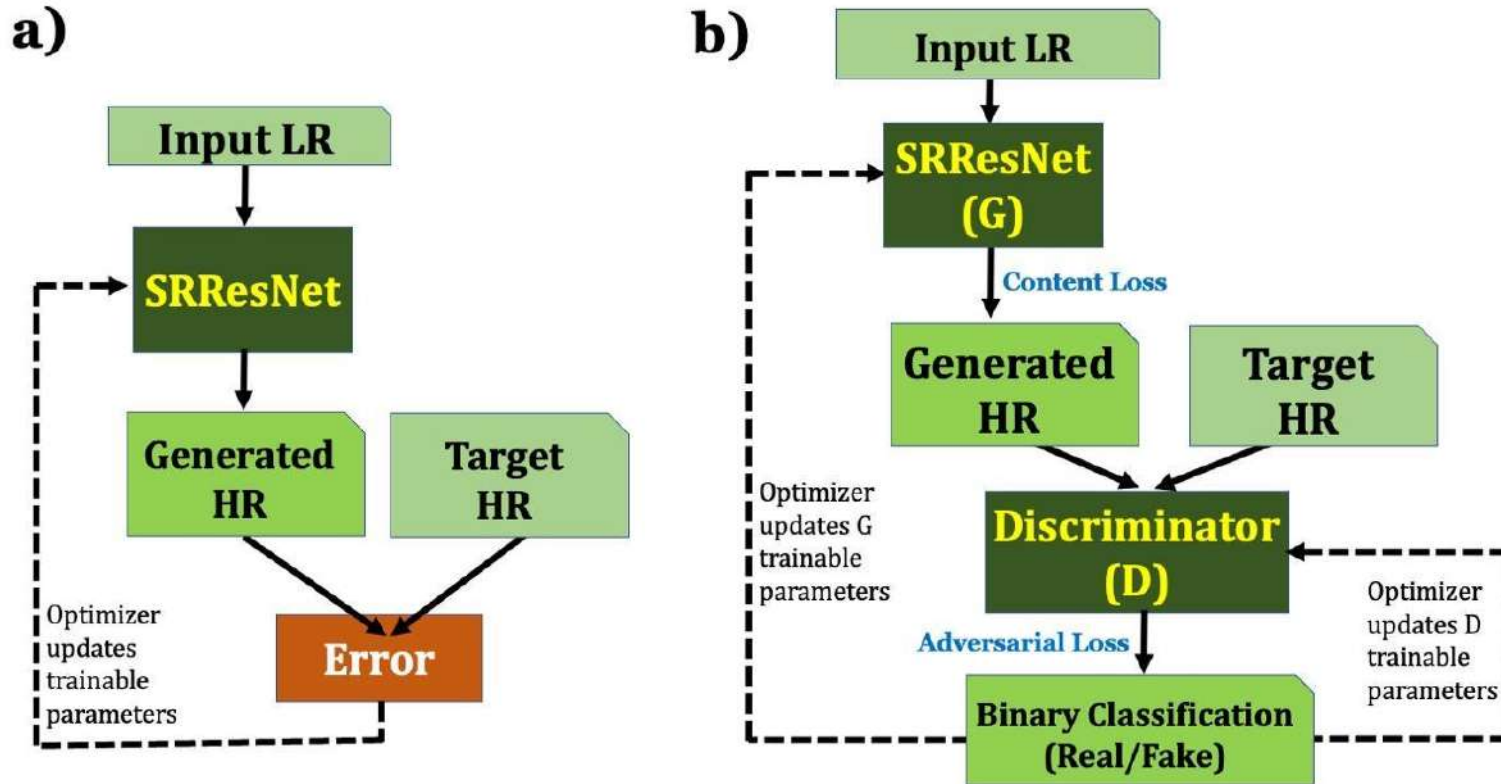 a)
Input LR
SRResNet
Generated
HR
Target
HR
Error
Optimizer
updates
trainable
parameters
b)
Input LR
SRResNet
(G)
Content Loss
Generated
HR
Target
HR
Optimizer
updates G
trainable
parameters
Discriminator
(D)
Adversarial Loss
Optimizer
updates D
trainable
parameters
Binary Classification
(Real/Fake)